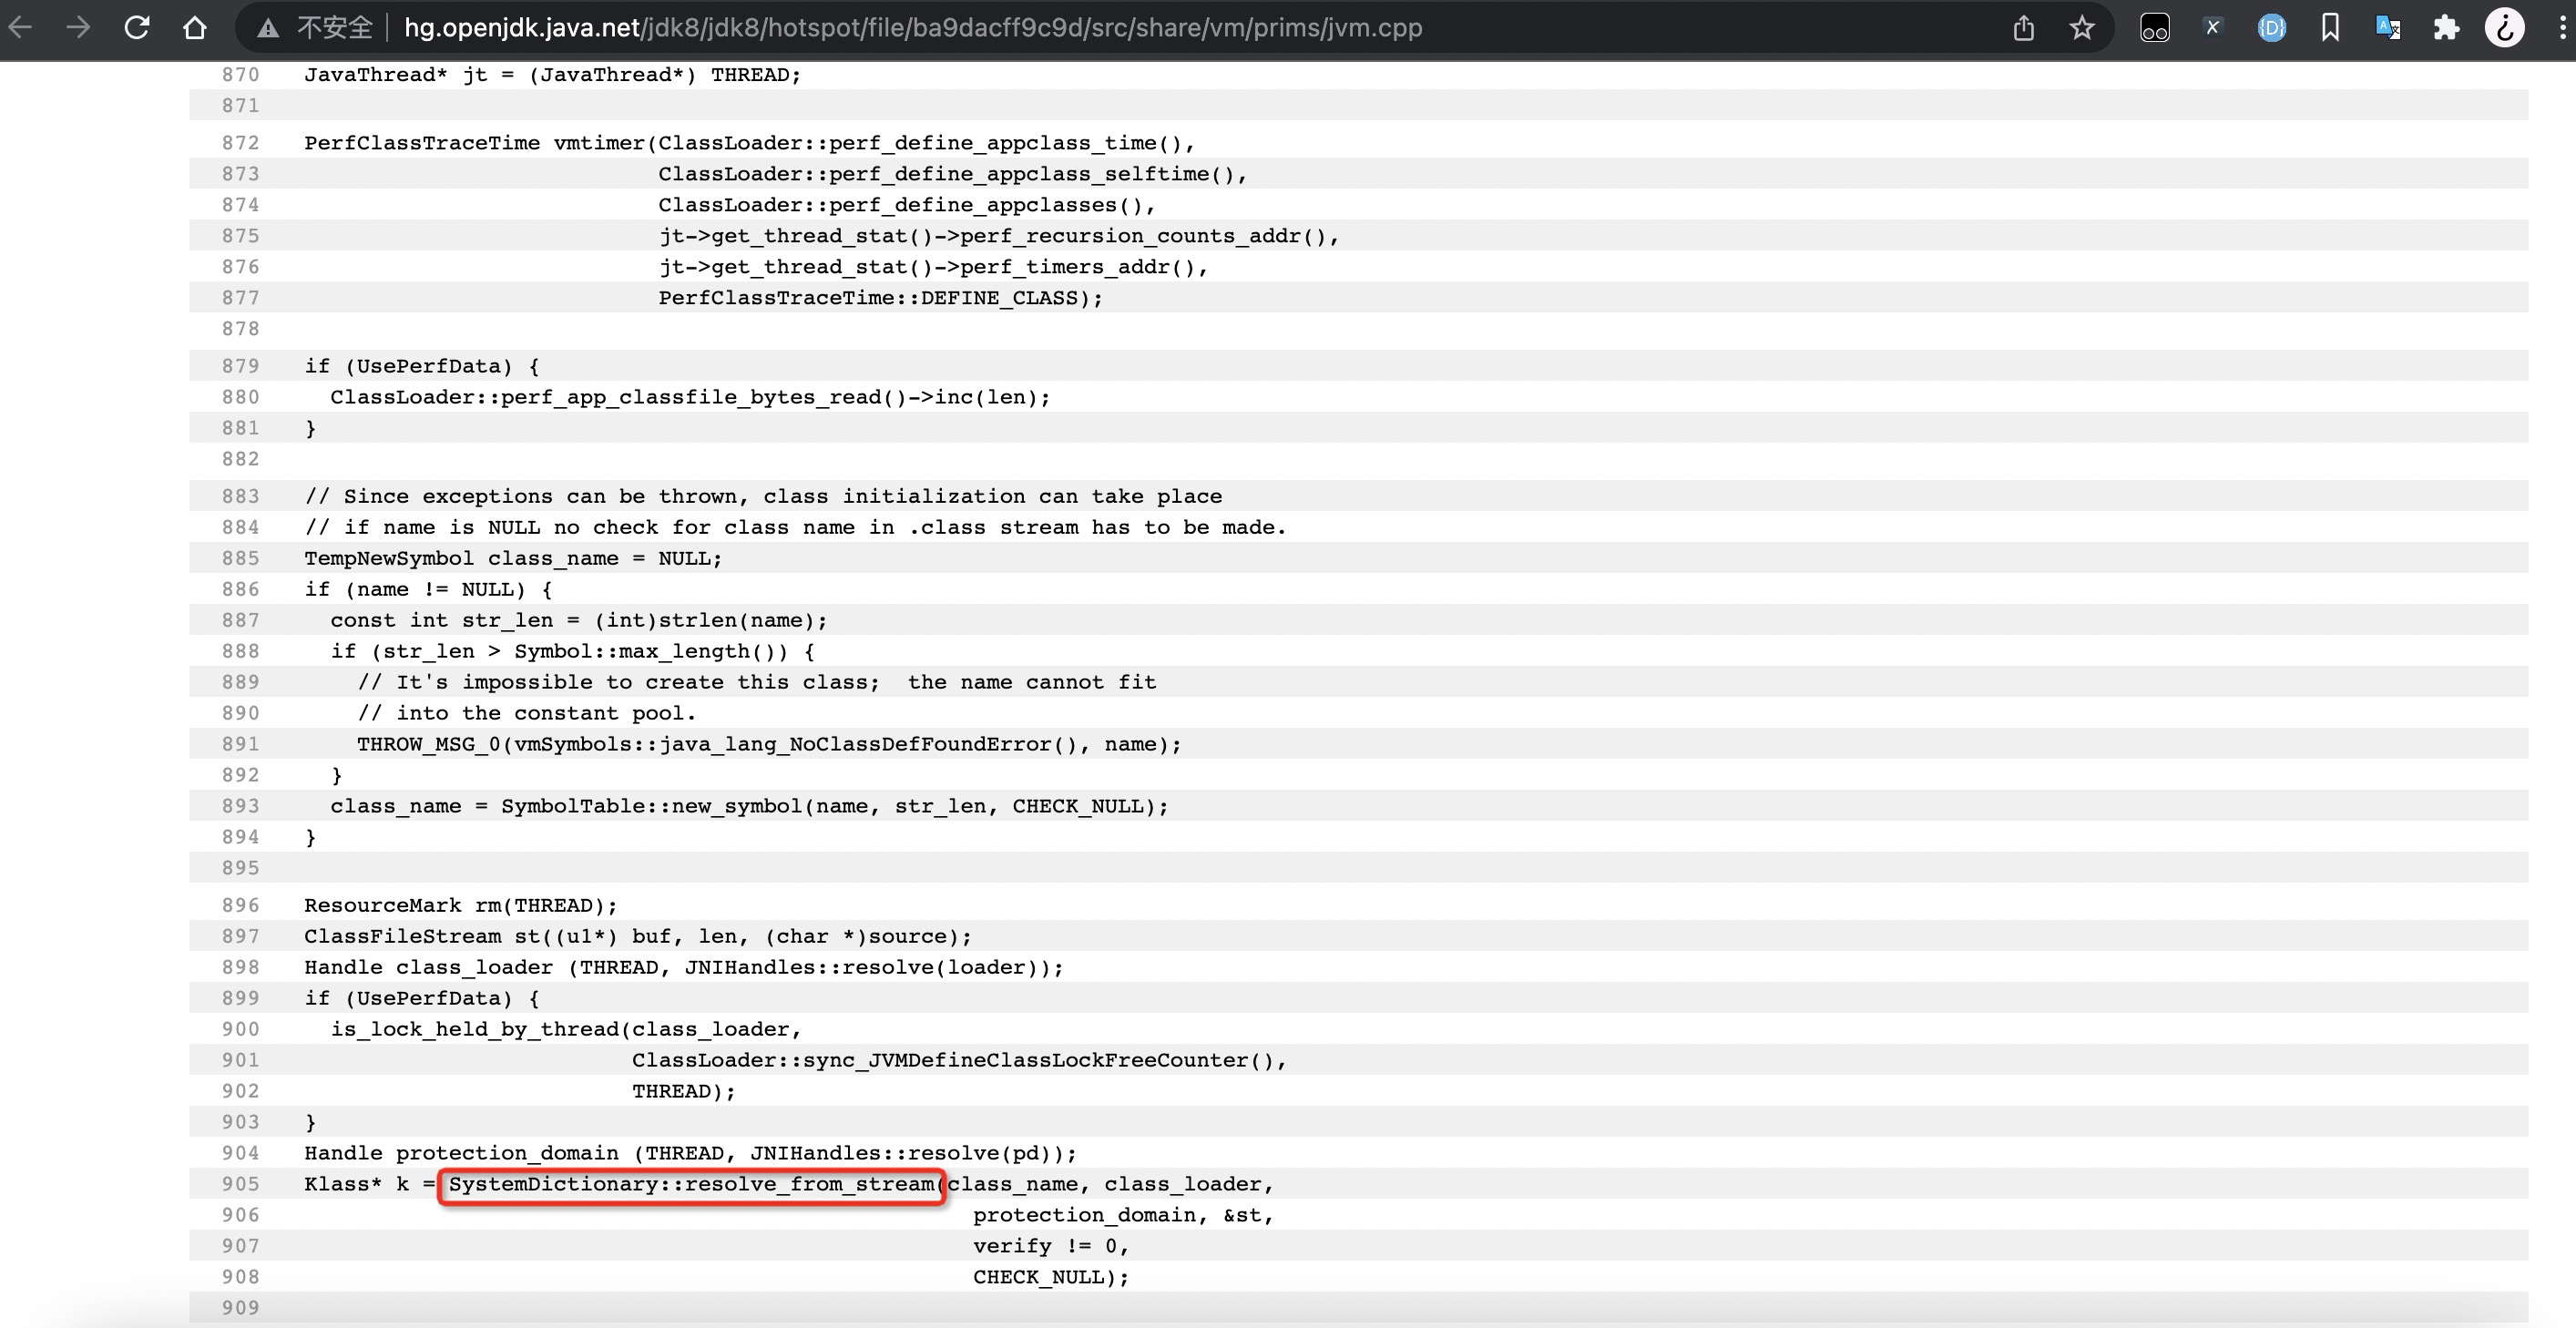 不安全 hg.openjdk.java.net/jdk8/jdk8/hotspot/file/ba9dacff9c9d/src/share/vm/prims/jvm.cpp
870 JavaThread* jt = (JavaThread*) THREAD;
871
872 PerfClassTraceTime vmtimer(ClassLoader::perf_define_appclass_time(),
873 ClassLoader::perf_define_appclass_selftime(),
874 ClassLoader::perf_define_appclasses(),
875 jt->get_thread_stat()->perf_recursion_counts_addr(),
876 jt->get_thread_stat()->perf_timers_addr(),
877 PerfClassTraceTime::DEFINE_CLASS);
878
879 if (UsePerfData) {
880 ClassLoader::perf_app_classfile_bytes_read()->inc(len);
881 }
882
883 // Since exceptions can be thrown, class initialization can take place
884 // if name is NULL no check for class name in .class stream has to be made.
885 TempNewSymbol class_name = NULL;
886 if (name != NULL) {
887 const int str_len = (int)strlen(name);
888 if (str_len > Symbol::max_length()) {
889 // It's impossible to create this class;  the name cannot fit
890 // into the constant pool.
891 THROW_MSG_0(vmSymbols::java_lang_NoClassDefFoundError(), name);
892 }
893 class_name = SymbolTable::new_symbol(name, str_len, CHECK_NULL);
894 }
895
896 ResourceMark rm(THREAD);
897 ClassFileStream st((u1*) buf, len, (char *)source);
898 Handle class_loader (THREAD, JNIHandles::resolve(loader));
899 if (UsePerfData) {
900 is_lock_held_by_thread(class_loader,
901 ClassLoader::sync_JVMDefineClassLockFreeCounter(),
902 THREAD);
903 }
904 Handle protection_domain (THREAD, JNIHandles::resolve(pd));
905 Klass* k = SystemDictionary::resolve_from_stream(class_name, class_loader,
906 protection_domain, &st,
907 verify != 0,
908 CHECK_NULL);
909